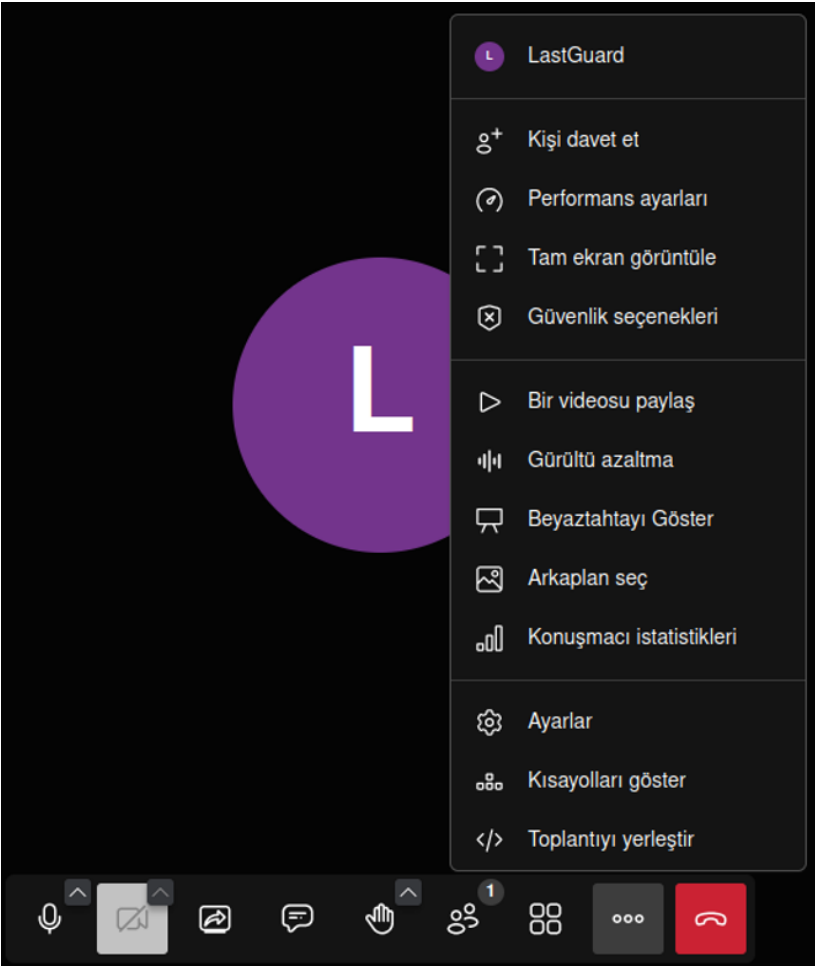 L LastGuard
Kişi davet et
Performans ayarları
Tam ekran görüntüle
Güvenlik seçenekleri
L
Bir videosu paylaş
Gürültü azaltma
Beyaztahtayı Göster
Arkaplan seç
Konuşmacı istatistikleri
Ayarlar
Kısayolları göster
Toplantıyı yerleştir
1